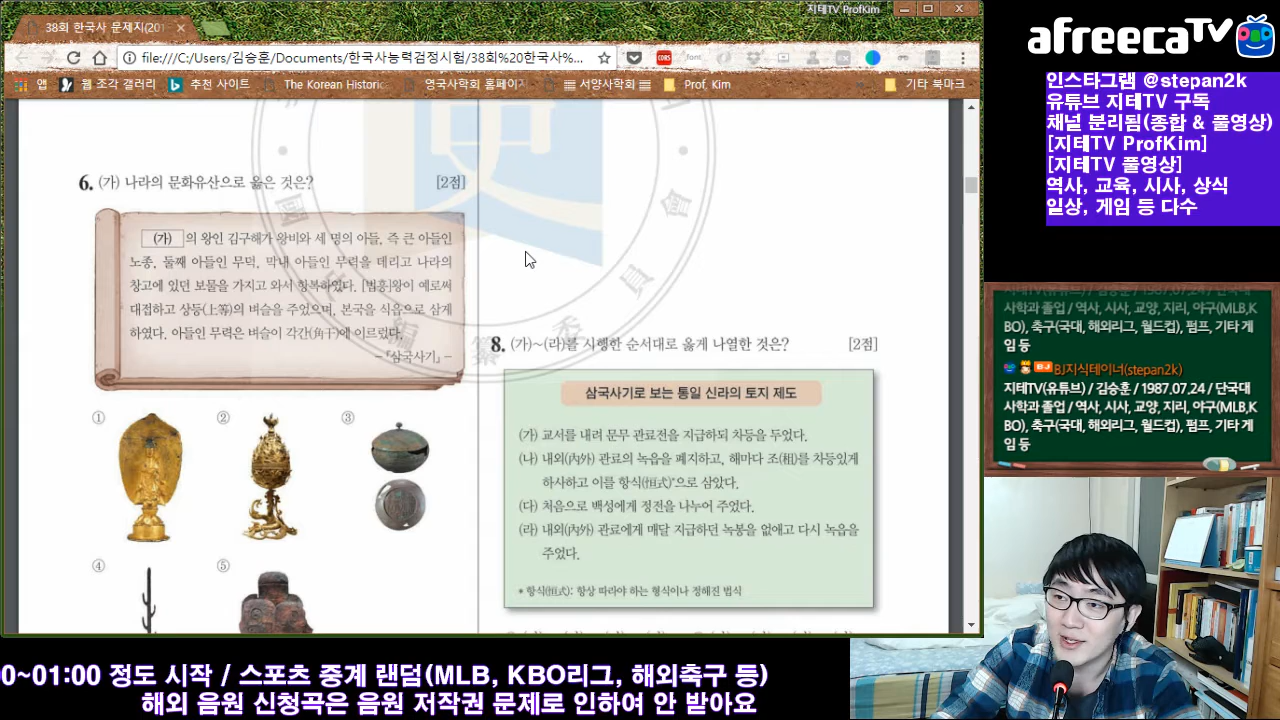 지테TV ProfKim
38회 한국사 문제지(201
file:///C:/Users/김승훈/Documents/한국사능력검정시험/38회%20한국사%...
앱
웹 조각 갤러리
추천 사이트
The Korean Historic
영국사학회 홈페이지
서양사학회
Prof. Kim
기타 북마크
6. (가) 나라의 문화유산으로 옳은 것은? [2점]
(가) 의 왕인 김구해가 왕비와 세 명의 아들, 즉 큰 아들인
노종, 둘째 아들인 무덕, 막내 아들인 무력을 데리고 나라의
창고에 있던 보물을 가지고 와서 항복하였다. [법흥]왕이 예로써
대접하고 상등(上等)의 벼슬을 주었으며, 본국을 식읍으로 삼게
하였다. 아들인 무력은 벼슬이 각간(角干)에 이르렀다.
-『삼국사기』-
① ② ③
④ ⑤
8. (가)~(라)를 시행한 순서대로 옳게 나열한 것은? [2점]
삼국사기로 보는 통일 신라의 토지 제도
(가) 교서를 내려 문무 관료전을 지급하되 차등을 두었다.
(나) 내외(內外) 관료의 녹읍을 폐지하고, 해마다 조(租)를 차등있게
하사하고 이를 항식(恒式)*으로 삼았다.
(다) 처음으로 백성에게 정전을 나누어 주었다.
(라) 내외(內外) 관료에게 매달 지급하던 녹봉을 없애고 다시 녹읍을
주었다.
* 항식(恒式): 항상 따라야 하는 형식이나 정해진 법식
會
員
委
纂
編
afreecaTV
인스타그램 @stepan2k
유튜브 지테TV 구독
채널 분리됨(종합 & 풀영상)
[지테TV ProfKim]
[지테TV 풀영상]
역사, 교육, 시사, 상식
일상, 게임 등 다수
지테TV(유튜브) / 김승훈 / 1987.07.24 / 단국대
사학과 졸업 / 역사, 시사, 교양, 지리, 야구(MLB,K
BO), 축구(국대, 해외리그, 월드컵), 펌프, 기타 게
임 등
BJ지식테이너(stepan2k)
지테TV(유튜브) / 김승훈 / 1987.07.24 / 단국대
사학과 졸업 / 역사, 시사, 교양, 지리, 야구(MLB,K
BO), 축구(국대, 해외리그, 월드컵), 펌프, 기타 게
임 등
0~01:00 정도 시작 / 스포츠 중계 랜덤(MLB, KBO리그, 해외축구 등)
해외 음원 신청곡은 음원 저작권 문제로 인하여 안 받아요